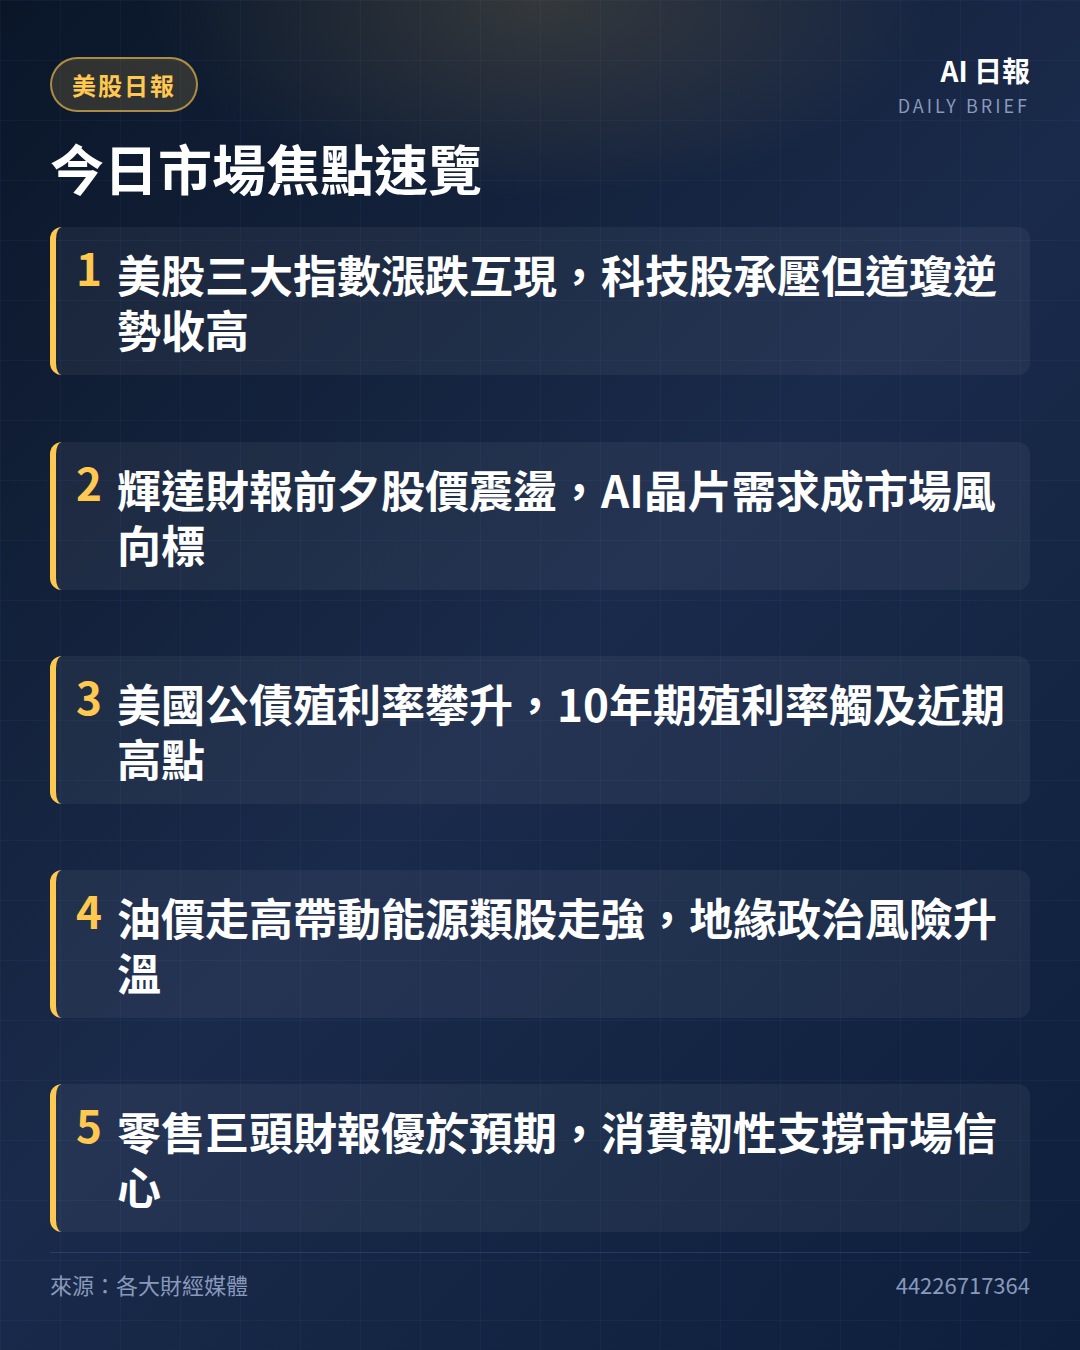 美股日報
AI 日報
DAILY BRIEF
今日市場焦點速覽
1 美股三大指數漲跌互現，科技股承壓但道瓊逆
勢收高
2 輝達財報前夕股價震盪，AI晶片需求成市場風
向標
3 美國公債殖利率攀升，10年期殖利率觸及近期
高點
4 油價走高帶動能源類股走強，地緣政治風險升
溫
5 零售巨頭財報優於預期，消費韌性支撐市場信
心
來源：各大財經媒體
44226717364